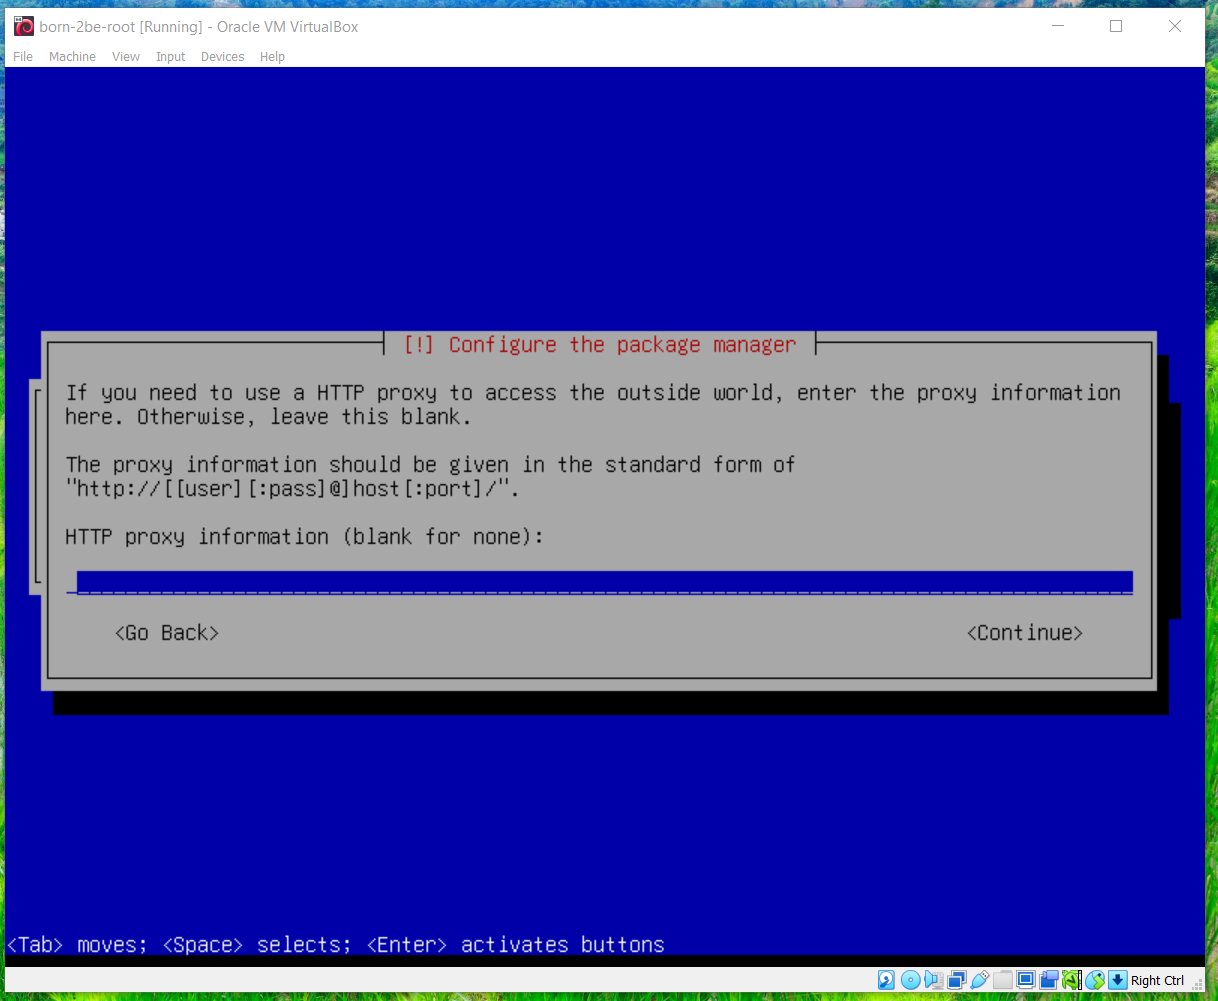 born-2be-root [Running] - Oracle VM VirtualBox
File Machine View Input Devices Help
[!] Configure the package manager
If you need to use a HTTP proxy to access the outside world, enter the proxy information
here. Otherwise, leave this blank.
The proxy information should be given in the standard form of
"http://[[user][:pass]@]host[:port]/".
HTTP proxy information (blank for none):
<Go Back> <Continue>
<Tab> moves; <Space> selects; <Enter> activates buttons
Right Ctrl